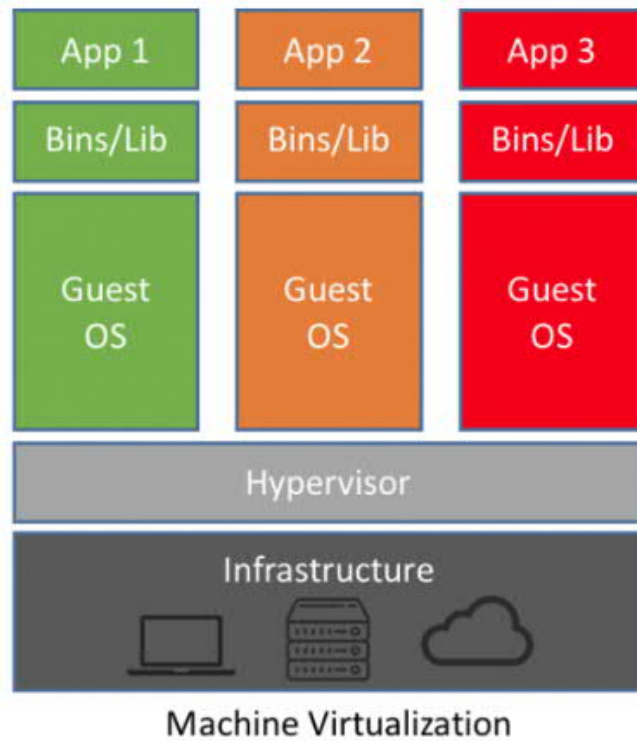 App 1
App 2
App 3
Bins/Lib
Bins/Lib
Bins/Lib
Guest
OS
Guest
OS
Guest
OS
Hypervisor
Infrastructure
Machine Virtualization